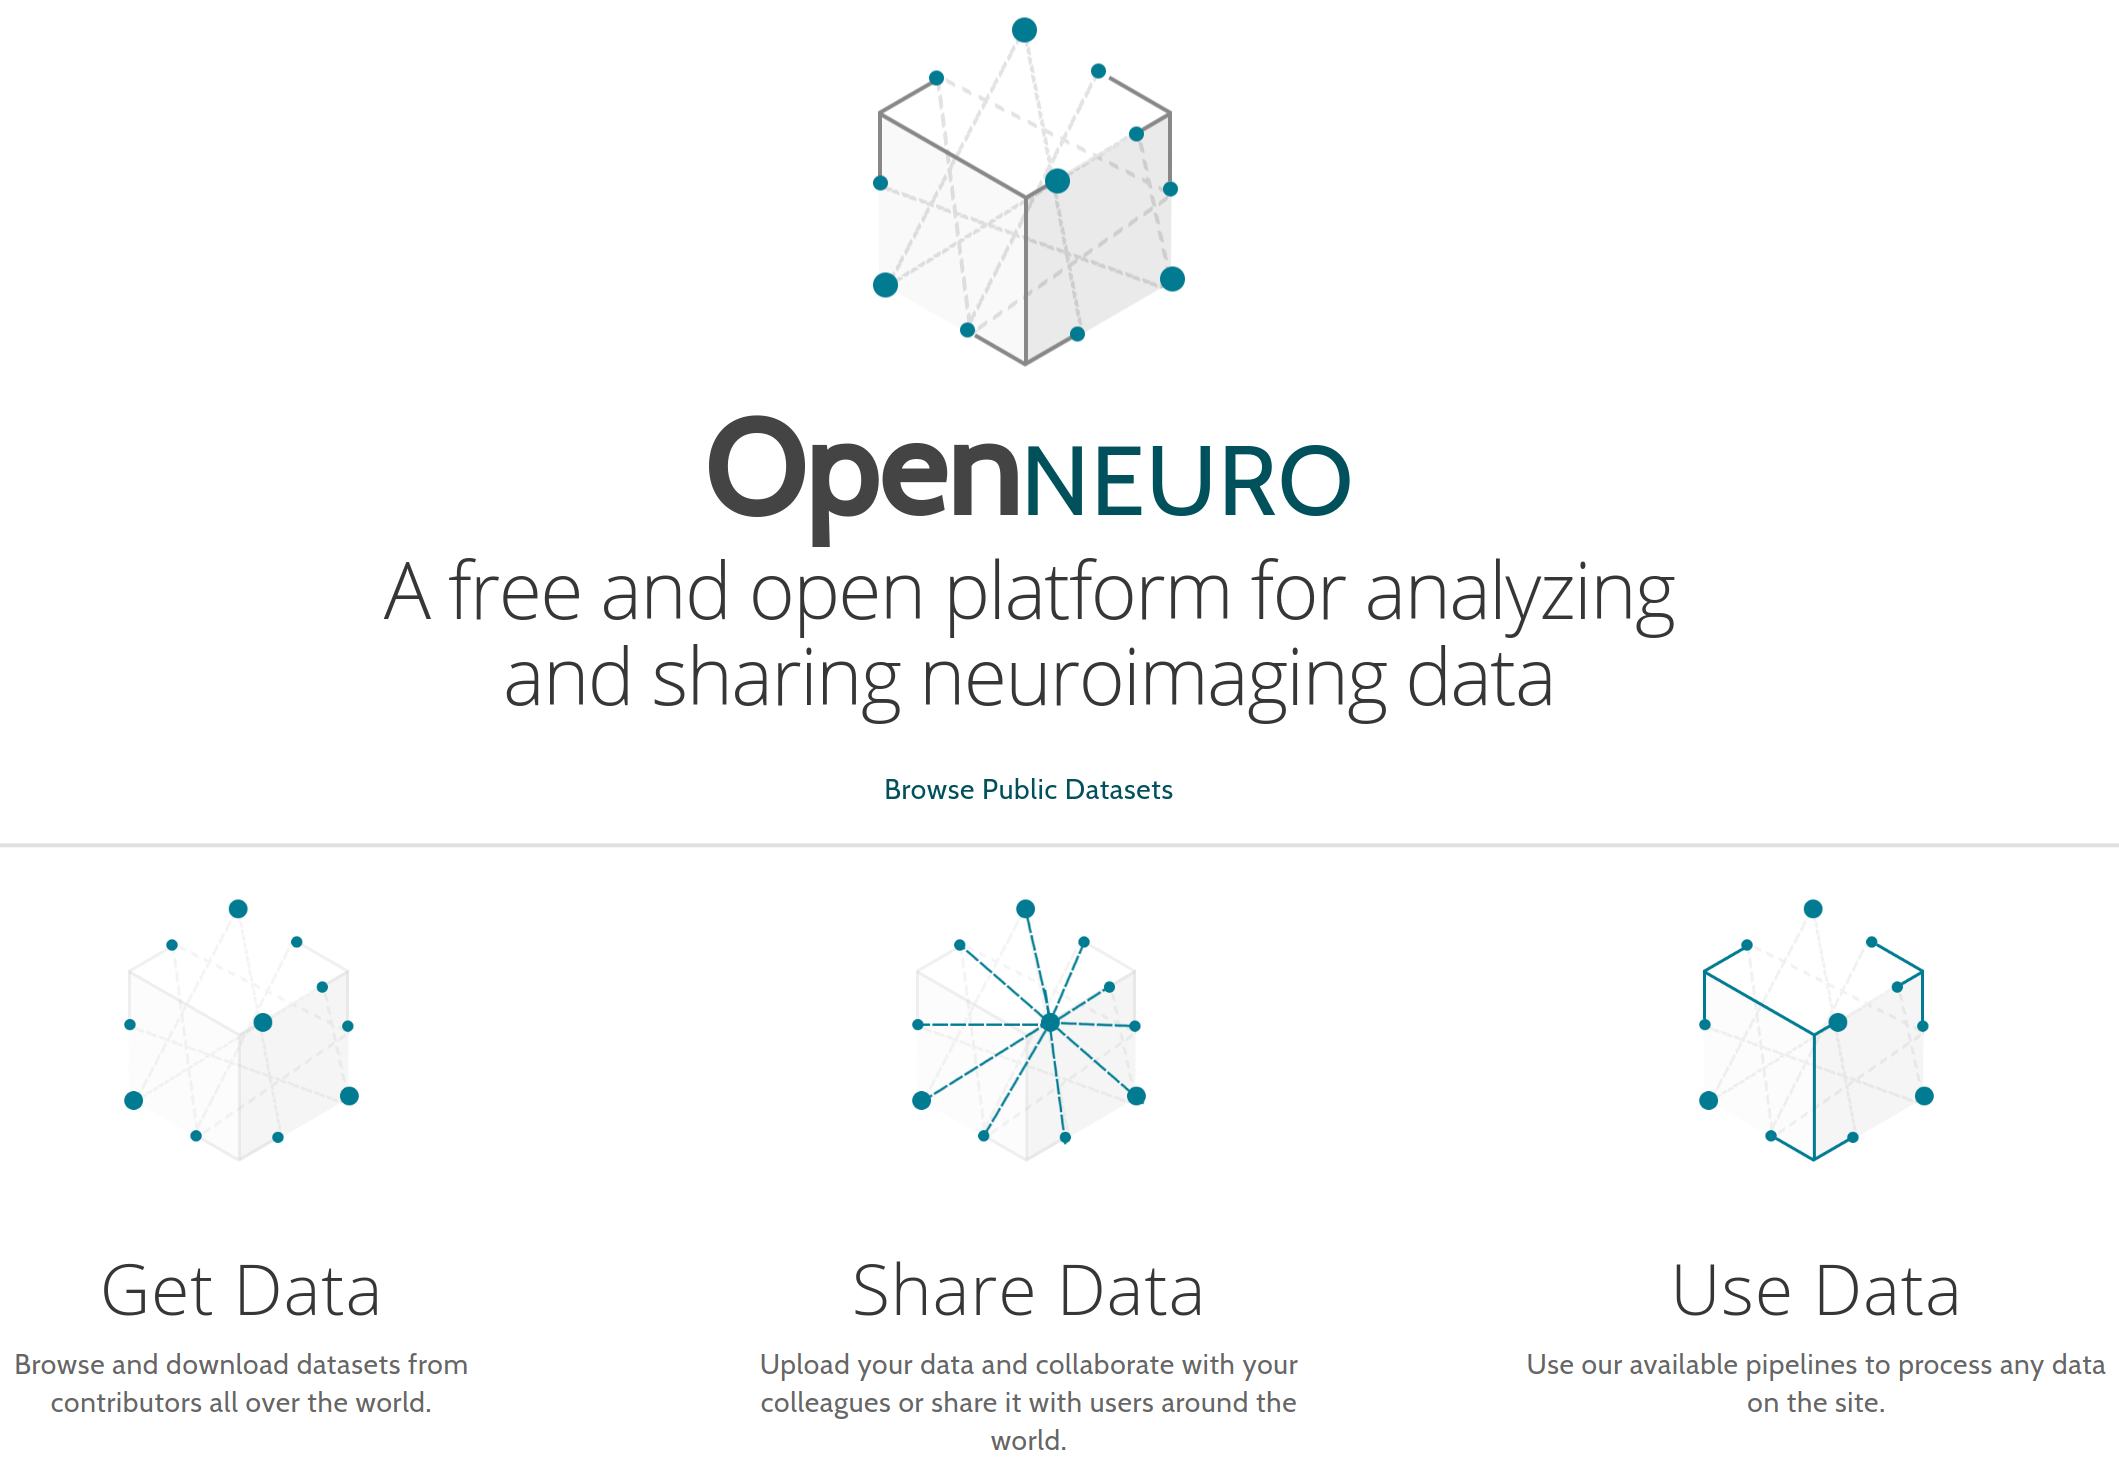 OpenNEURO
A free and open platform for analyzing
and sharing neuroimaging data
Browse Public Datasets
Get Data
Browse and download datasets from
contributors all over the world.
Share Data
Upload your data and collaborate with your
colleagues or share it with users around the
world.
Use Data
Use our available pipelines to process any data
on the site.